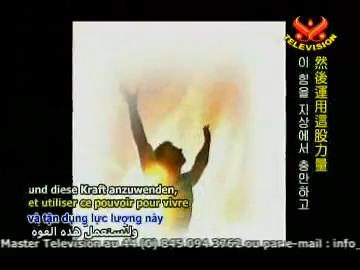 TELEVISION
然後運用這股力量
이 힘을 지상에서 충만하고
und diese Kraft anzuwenden,
et utiliser ce pouvoir pour vivre
và tận dụng lực lượng này
ولنستعمل هذه القوة
Master Television au 44 (0) 845 094 3762 ou par e-mail : info_